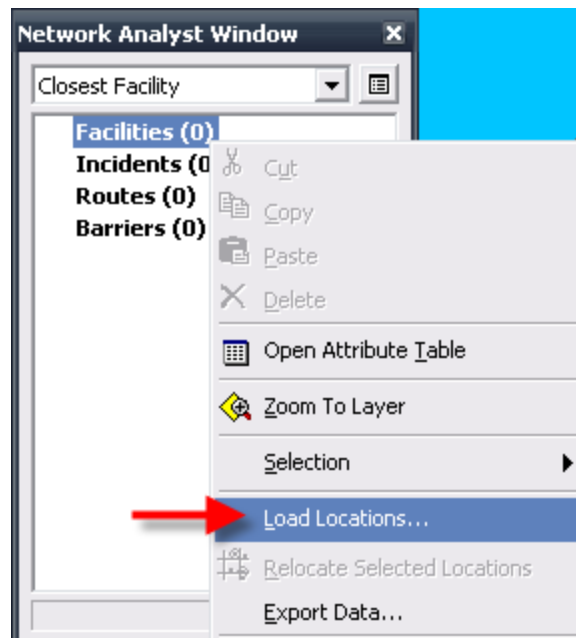 Network Analyst Window
Closest Facility
Facilities (0)
Incidents (0
Routes (0)
Barriers (0)
Cut
Copy
Paste
Delete
Open Attribute Table
Zoom To Layer
Selection
Load Locations...
Relocate Selected Locations
Export Data...